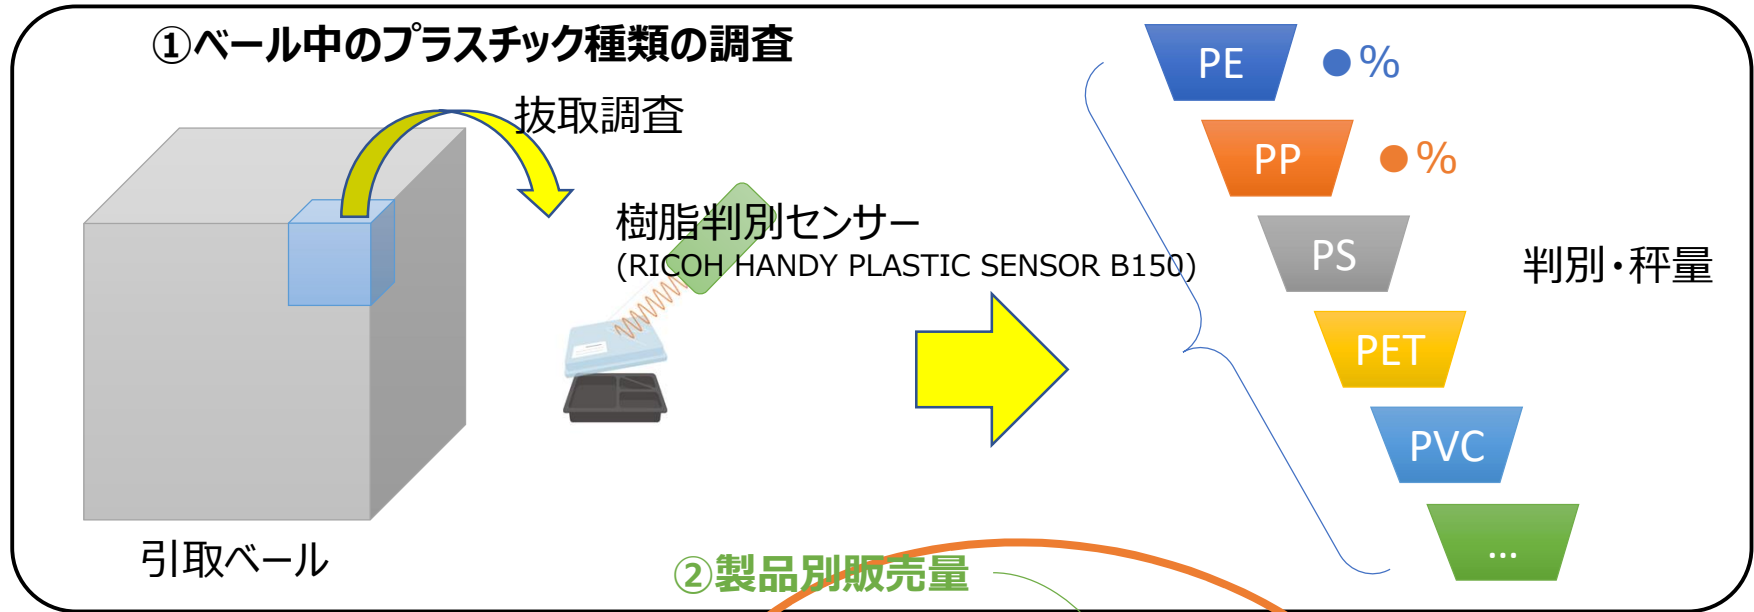 ①ベール中のプラスチック種類の調査
抜取調査
樹脂判別センサー
(RICOH HANDY PLASTIC SENSOR B150)
引取ベール
PE ●%
PP ●%
PS
PET
PVC
…
判別・秤量
②製品別販売量